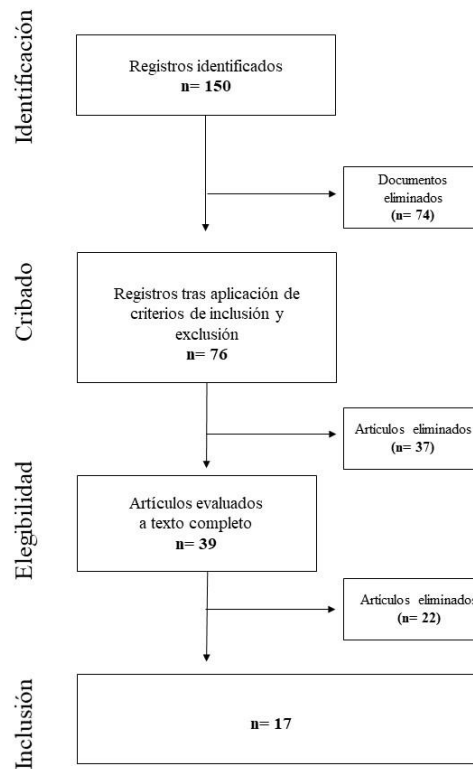 Identificación
Registros identificados
n= 150
Documentos
eliminados
(n= 74)
Cribado
Registros tras aplicación de
criterios de inclusión y
exclusión
n= 76
Artículos eliminados
(n= 37)
Elegibilidad
Artículos evaluados
a texto completo
n= 39
Artículos eliminados
(n= 22)
Inclusión
n= 17